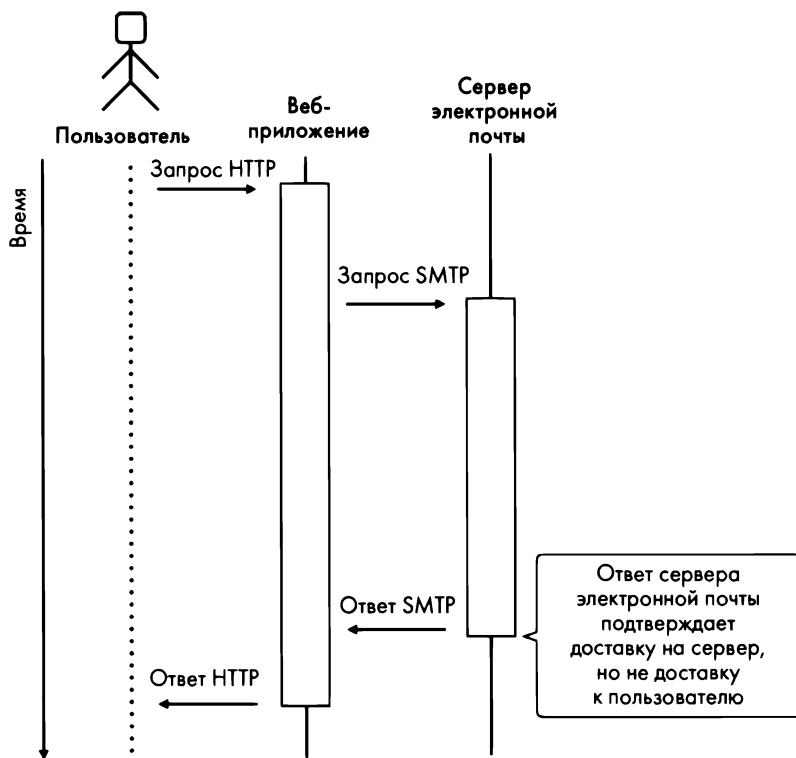 Пользователь
Веб-
приложение
Сервер
электронной
почты
Время
Запрос HTTP
Запрос SMTP
Ответ SMTP
Ответ HTTP
Ответ сервера
электронной почты
подтверждает
доставку на сервер,
но не доставку
к пользователю